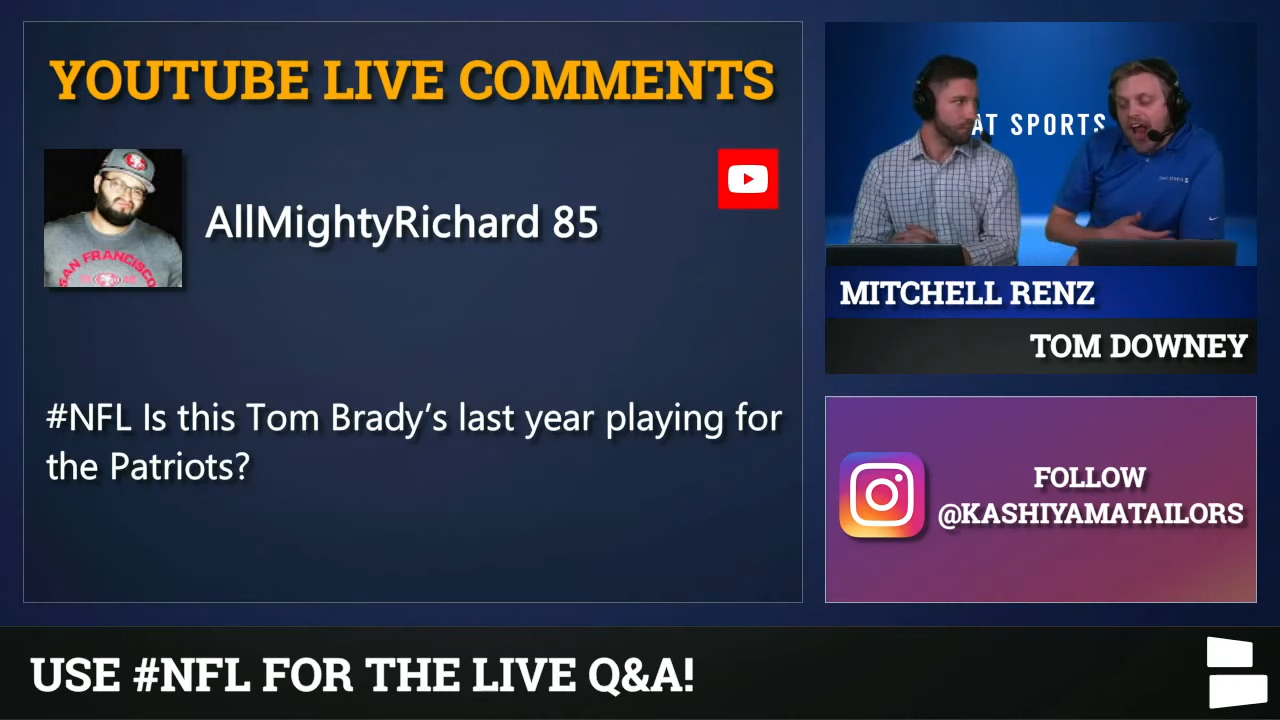 YOUTUBE LIVE COMMENTS
AllMightyRichard 85
SAN FRANCISCO
#NFL Is this Tom Brady’s last year playing for
the Patriots?
AT SPORTS
MITCHELL RENZ
TOM DOWNEY
FOLLOW
@KASHIYAMATAILORS
USE #NFL FOR THE LIVE Q&A!